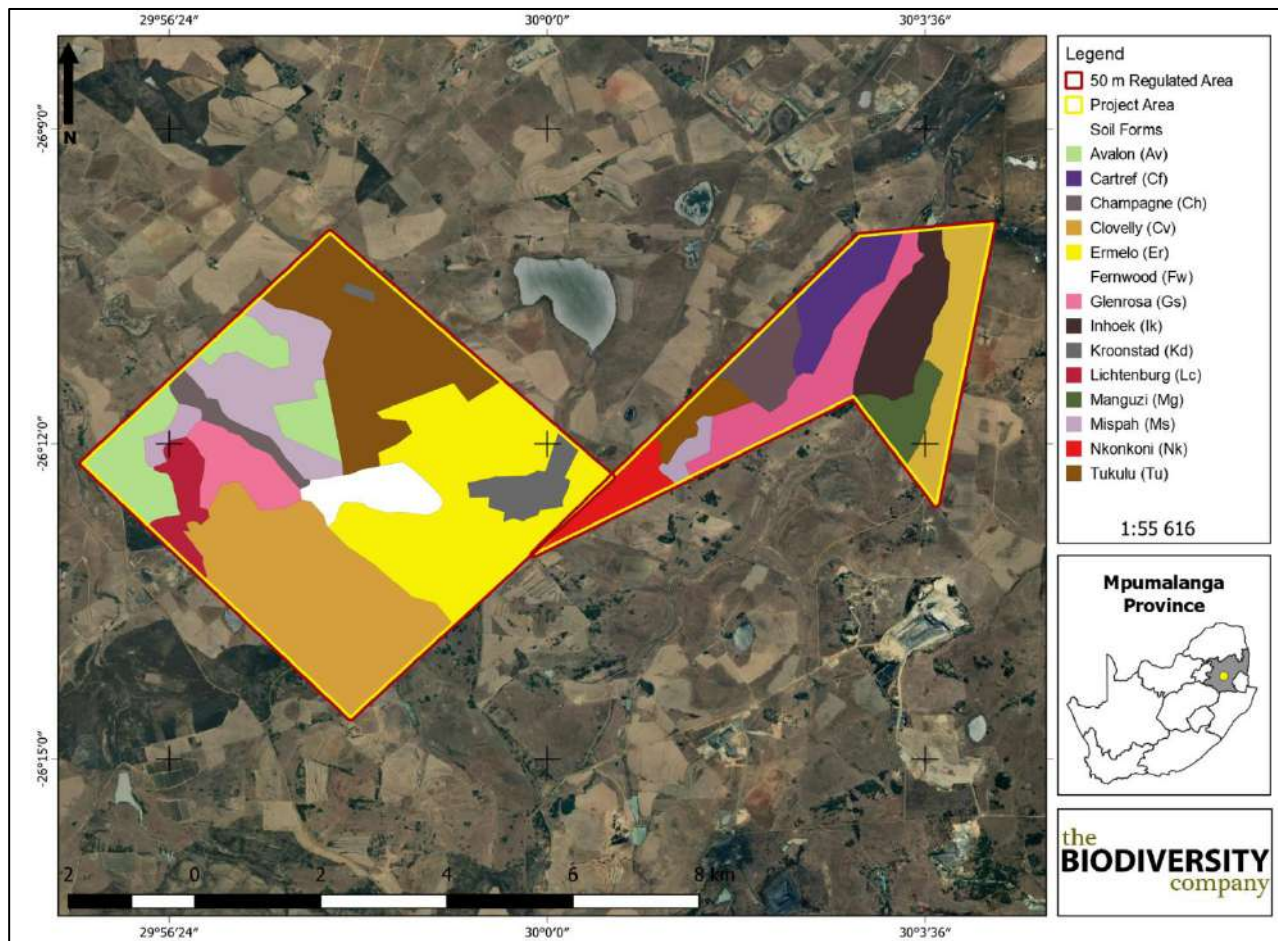 29°56′24″ 30°0′0″ 30°3′36″
N
-26°9′0″
-26°12′0″
-26°15′0″
2 0 2 4 6 8 km
29°56′24″ 30°0′0″ 30°3′36″
Legend
50 m Regulated Area
Project Area
Soil Forms
Avalon (Av)
Cartref (Cf)
Champagne (Ch)
Clovelly (Cv)
Ermelo (Er)
Fernwood (Fw)
Glenrosa (Gs)
Inhoek (Ik)
Kroonstad (Kd)
Lichtenburg (Lc)
Manguzi (Mg)
Mispah (Ms)
Nkonkoni (Nk)
Tukulu (Tu)
1:55 616
Mpumalanga
Province
the
BIODIVERSITY
company